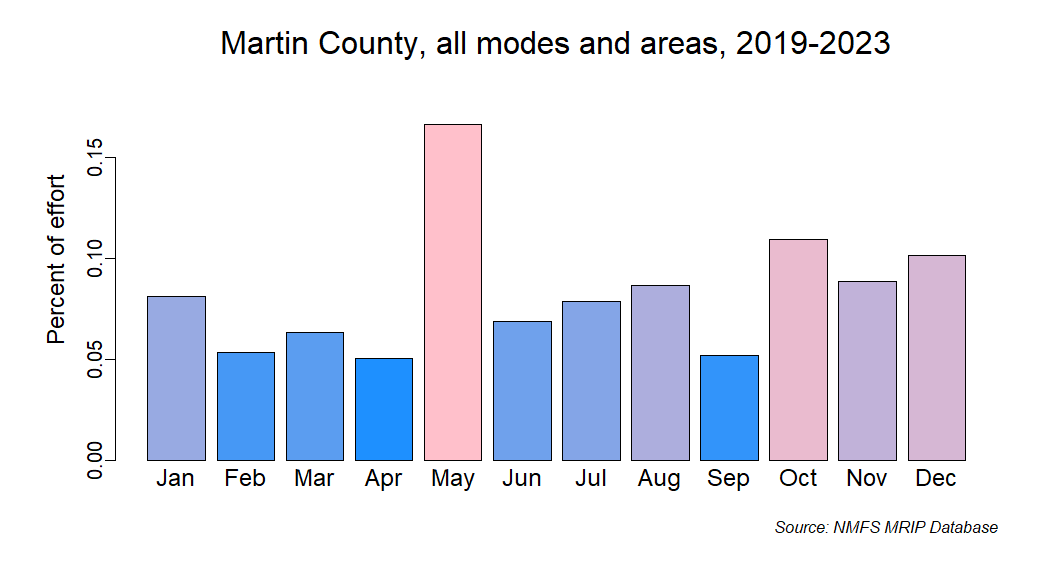 Martin County, all modes and areas, 2019-2023
Percent of effort
0.15
0.10
0.05
0.00
Jan Feb Mar Apr May Jun Jul Aug Sep Oct Nov Dec
Source: NMFS MRIP Database